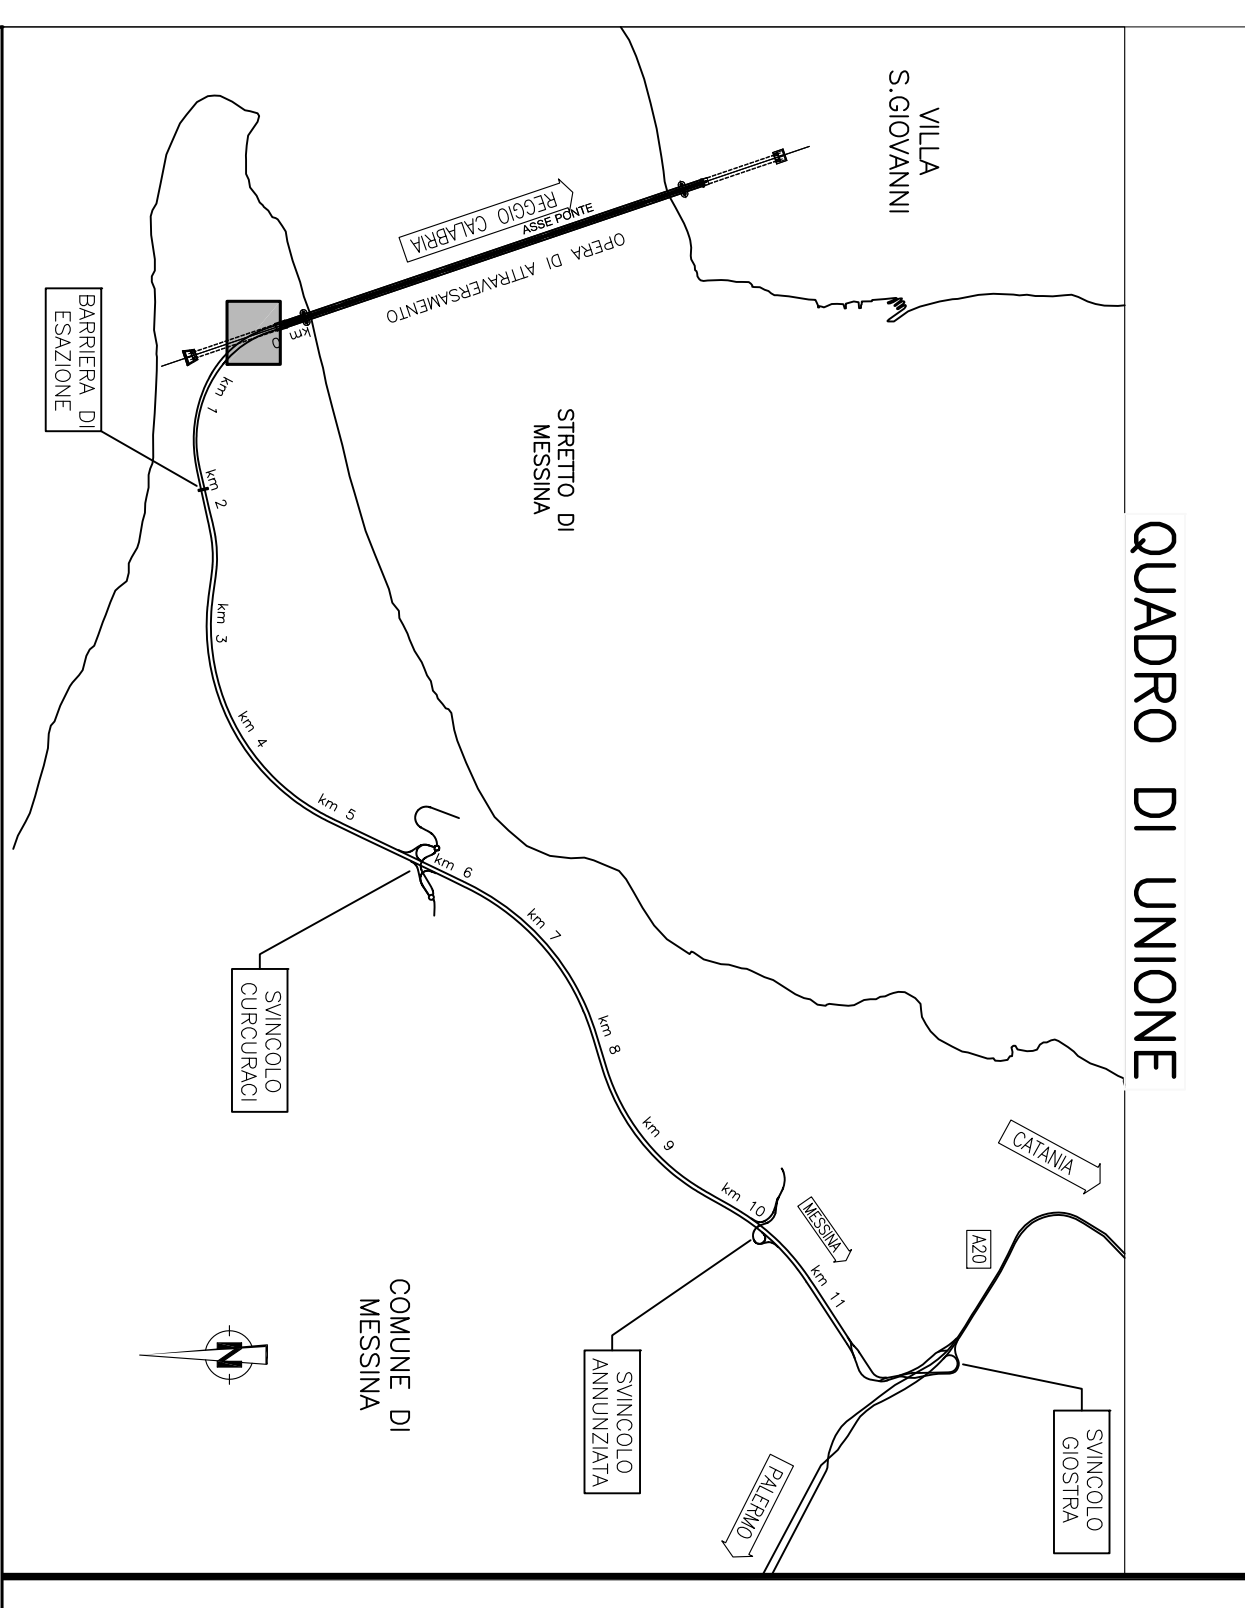 QUADRO DI UNIONE
VILLA
S.GIOVANNI
REGGIO CALABRIA
ASSE PONTE
OPERA DI ATTRAVERSAMENTO
STRETTO DI
MESSINA
BARRIERA DI
ESAZIONE
km 0
km 1
km 2
km 3
km 4
km 5
km 6
km 7
km 8
km 9
km 10
km 11
SVINCOLO
CURCURACI
CATANIA
MESSINA
A20
SVINCOLO
ANNUNZIATA
SVINCOLO
GIOSTRA
PALERMO
COMUNE DI
MESSINA
N